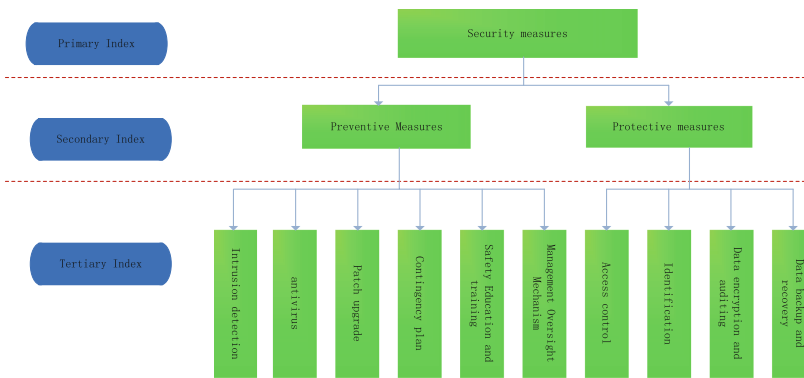 Primary Index
Security measures
Secondary Index
Preventive Measures
Protective measures
Tertiary Index
Intrusion detection
antivirus
Patch upgrade
Contingency plan
Safety Education and
training
Management Oversight
Mechanism
Access control
Identification
Data encryption and
auditing
Data backup and
recovery